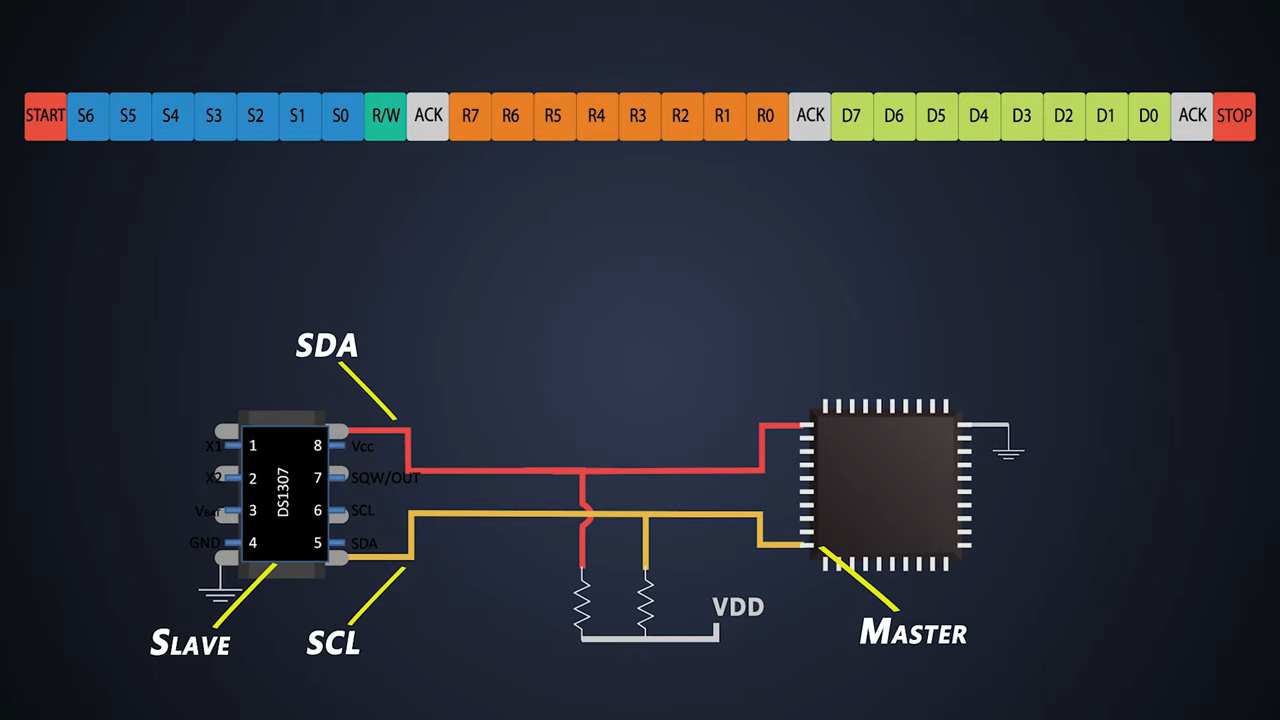 START S6 S5 S4 S3 S2 S1 S0 R/W ACK R7 R6 R5 R4 R3 R2 R1 R0 ACK D7 D6 D5 D4 D3 D2 D1 D0 ACK STOP
SDA
X1 1 8 Vcc
X2 2 7 SQW/OUT
DS1307
VBAT 3 6 SCL
GND 4 5 SDA
VDD
SLAVE
SCL
MASTER